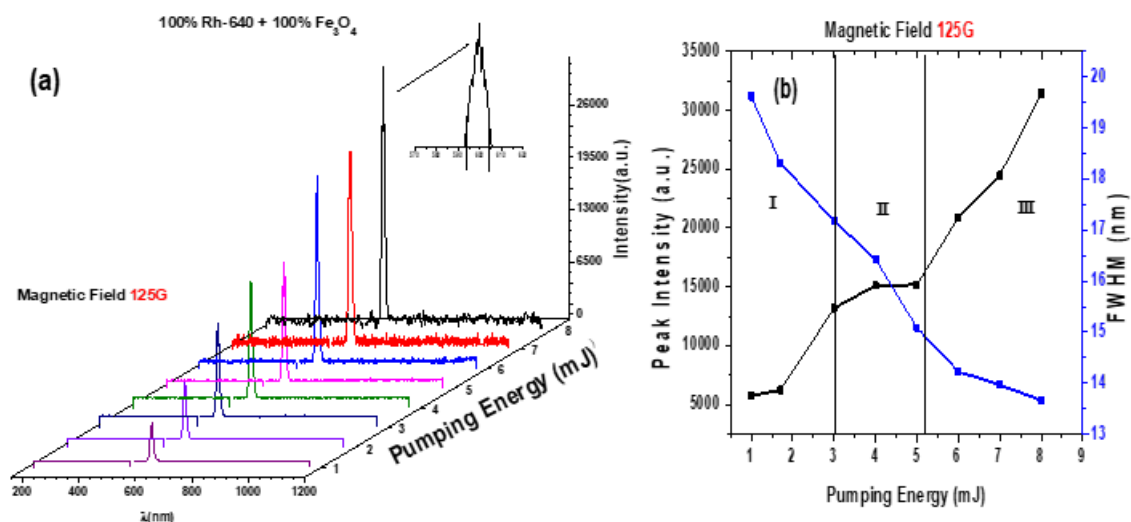 100% Rh-640 + 100% Fe3O4
(a)
26000
19500
13000
6500
0
Intensity(a.u.)
Magnetic Field 125G
1
2
3
4
5
6
7
8
Pumping Energy (mJ)
200 400 600 800 1000 1200
λ(nm)
Magnetic Field 125G
(b)
35000
30000
25000
20000
15000
10000
5000
Peak Intensity (a.u.)
I
II
III
20
19
18
17
16
15
14
13
FWHM (nm)
1 2 3 4 5 6 7 8 9
Pumping Energy (mJ)